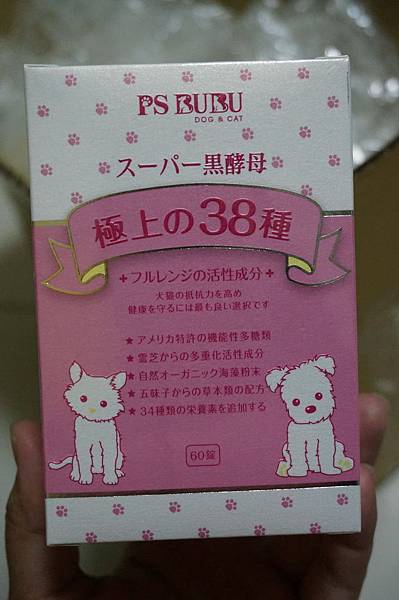 PS BUBU
DOG & CAT
スーパー黒酵母
極上の38種
+フルレンジの活性成分+
犬猫の抵抗力を高め
健康を守るには最も良い選択です
★アメリカ特許の機能性多糖類
★霊芝からの多重化活性成分
★自然オーガニック海藻粉末
★五味子からの草本類の配方
★34種類の栄養素を追加する
60錠